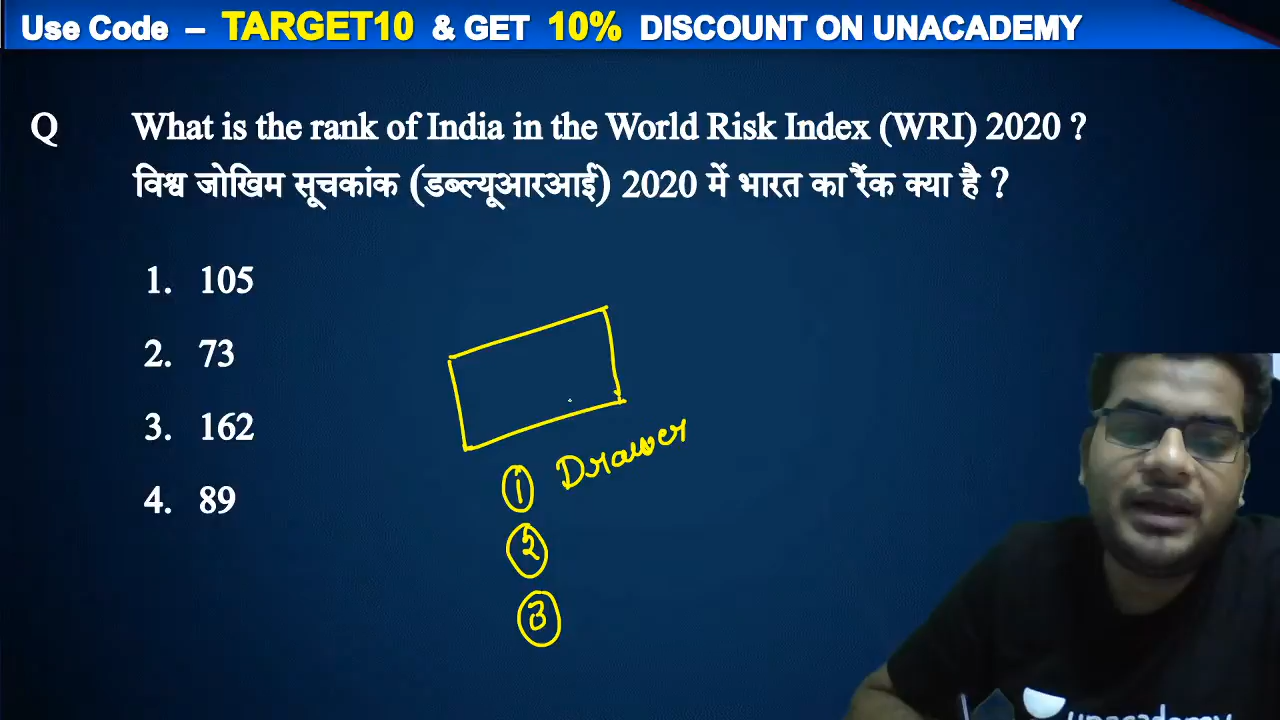 Use Code – TARGET10 & GET 10% DISCOUNT ON UNACADEMY
Q What is the rank of India in the World Risk Index (WRI) 2020 ?
विश्व जोखिम सूचकांक (डब्ल्यूआरआई) 2020 में भारत का रैंक क्या है ?
1. 105
2. 73
3. 162
4. 89
1 Drawer
2
3
unacademy